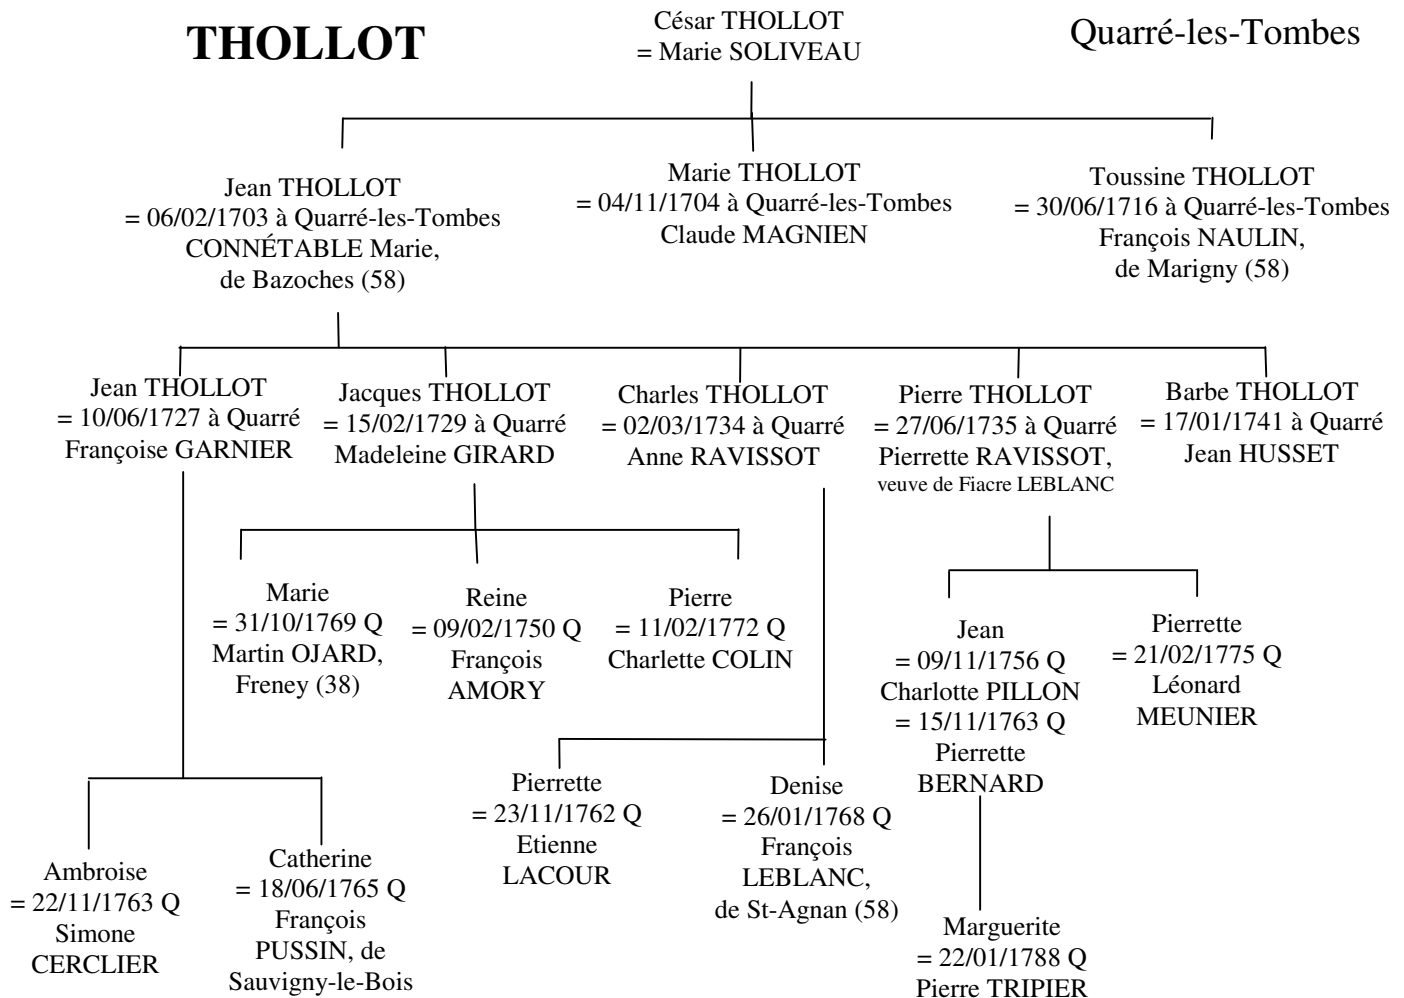 THOLLOT
César THOLLOT
= Marie SOLIVEAU
Quarré-les-Tombes
Jean THOLLOT
= 06/02/1703 à Quarré-les-Tombes
CONNÉTABLE Marie,
de Bazoches (58)
Marie THOLLOT
= 04/11/1704 à Quarré-les-Tombes
Claude MAGNIEN
Toussine THOLLOT
= 30/06/1716 à Quarré-les-Tombes
François NAULIN,
de Marigny (58)
Jean THOLLOT
= 10/06/1727 à Quarré
Françoise GARNIER
Jacques THOLLOT
= 15/02/1729 à Quarré
Madeleine GIRARD
Charles THOLLOT
= 02/03/1734 à Quarré
Anne RAVISSOT
Pierre THOLLOT
= 27/06/1735 à Quarré
Pierrette RAVISSOT,
veuve de Fiacre LEBLANC
Barbe THOLLOT
= 17/01/1741 à Quarré
Jean HUSSET
Marie
= 31/10/1769 Q
Martin OJARD,
Freney (38)
Reine
= 09/02/1750 Q
François
AMORY
Pierre
= 11/02/1772 Q
Charlette COLIN
Jean
= 09/11/1756 Q
Charlotte PILLON
= 15/11/1763 Q
Pierrette
BERNARD
Pierrette
= 21/02/1775 Q
Léonard
MEUNIER
Pierrette
= 23/11/1762 Q
Etienne
LACOUR
Denise
= 26/01/1768 Q
François
LEBLANC,
de St-Agnan (58)
Ambroise
= 22/11/1763 Q
Simone
CERCLIER
Catherine
= 18/06/1765 Q
François
PUSSIN, de
Sauvigny-le-Bois
Marguerite
= 22/01/1788 Q
Pierre TRIPIER